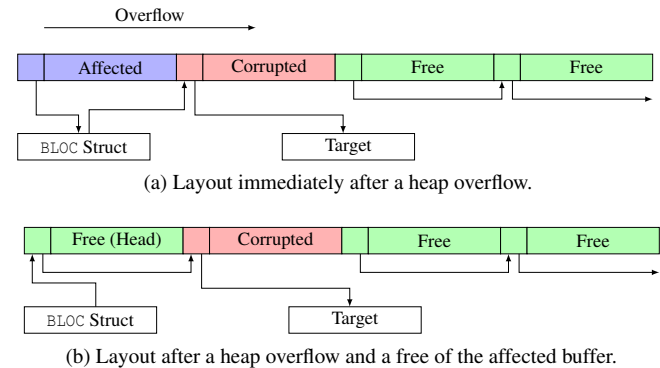 Overflow
Affected
Corrupted
Free
Free
BLOC Struct
Target
(a) Layout immediately after a heap overflow.
Free (Head)
Corrupted
Free
Free
BLOC Struct
Target
(b) Layout after a heap overflow and a free of the affected buffer.